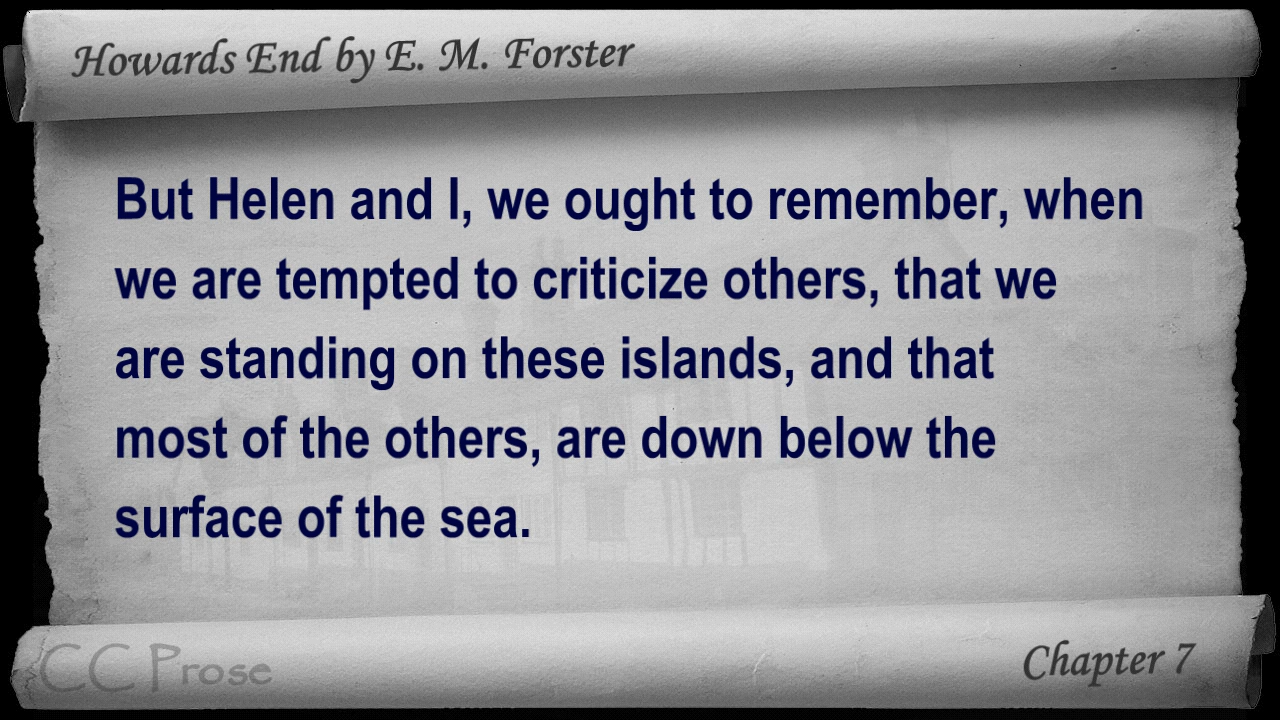 Howards End by E. M. Forster
But Helen and I, we ought to remember, when
we are tempted to criticize others, that we
are standing on these islands, and that
most of the others, are down below the
surface of the sea.
CC Prose
Chapter 7